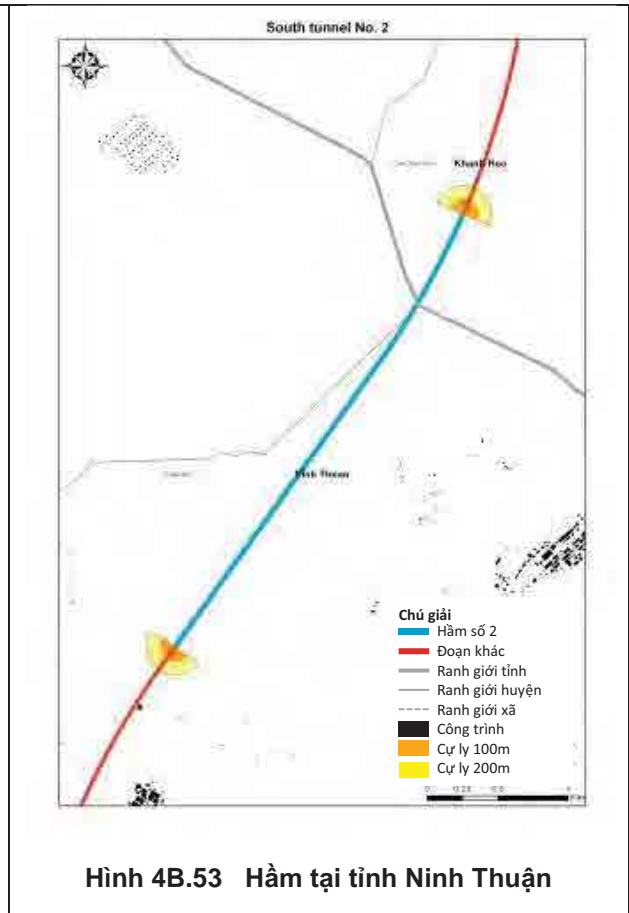 South tunnel No. 2
Khanh Hoa
Ninh Thuan
Chú giải
Hầm số 2
Đoạn khác
Ranh giới tỉnh
Ranh giới huyện
Ranh giới xã
Công trình
Cự ly 100m
Cự ly 200m
Hình 4B.53 Hầm tại tỉnh Ninh Thuận